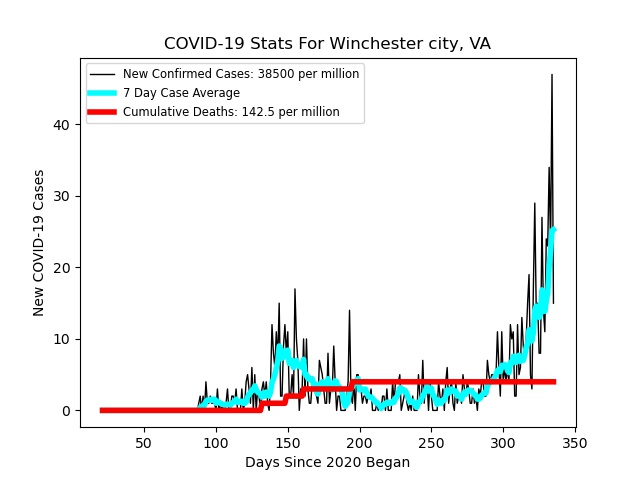 COVID-19 Stats For Winchester city, VA
New Confirmed Cases: 38500 per million
7 Day Case Average
Cumulative Deaths: 142.5 per million
New COVID-19 Cases
40
30
20
10
0
50
100
150
200
250
300
350
Days Since 2020 Began